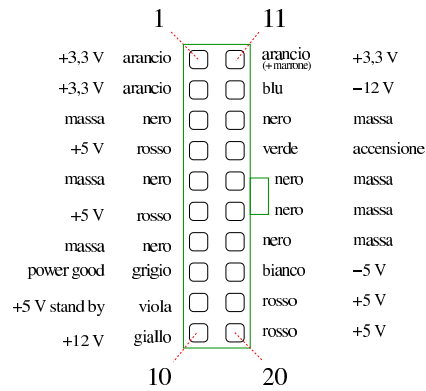 1 11
+3,3 V arancio arancio +3,3 V
(+ marrone)
+3,3 V arancio blu −12 V
massa nero nero massa
+5 V rosso verde accensione
massa nero nero massa
+5 V rosso nero massa
massa nero nero massa
power good grigio bianco −5 V
+5 V stand by viola rosso +5 V
+12 V giallo rosso +5 V
10 20